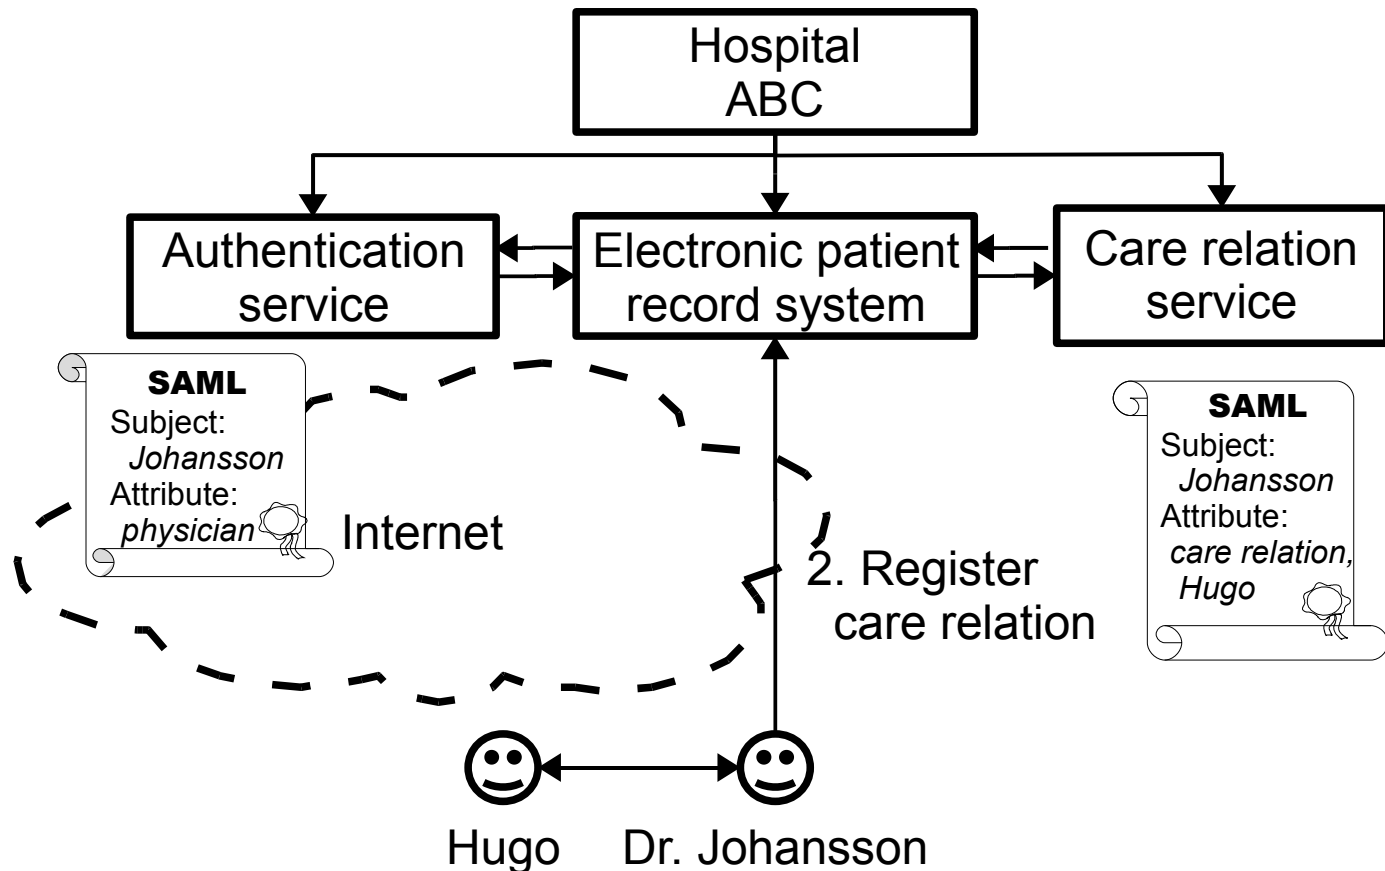 Hospital
ABC
Authentication
service
Electronic patient
record system
Care relation
service
SAML
Subject:
Johansson
Attribute:
physician
Internet
2. Register
care relation
SAML
Subject:
Johansson
Attribute:
care relation,
Hugo
Hugo
Dr. Johansson